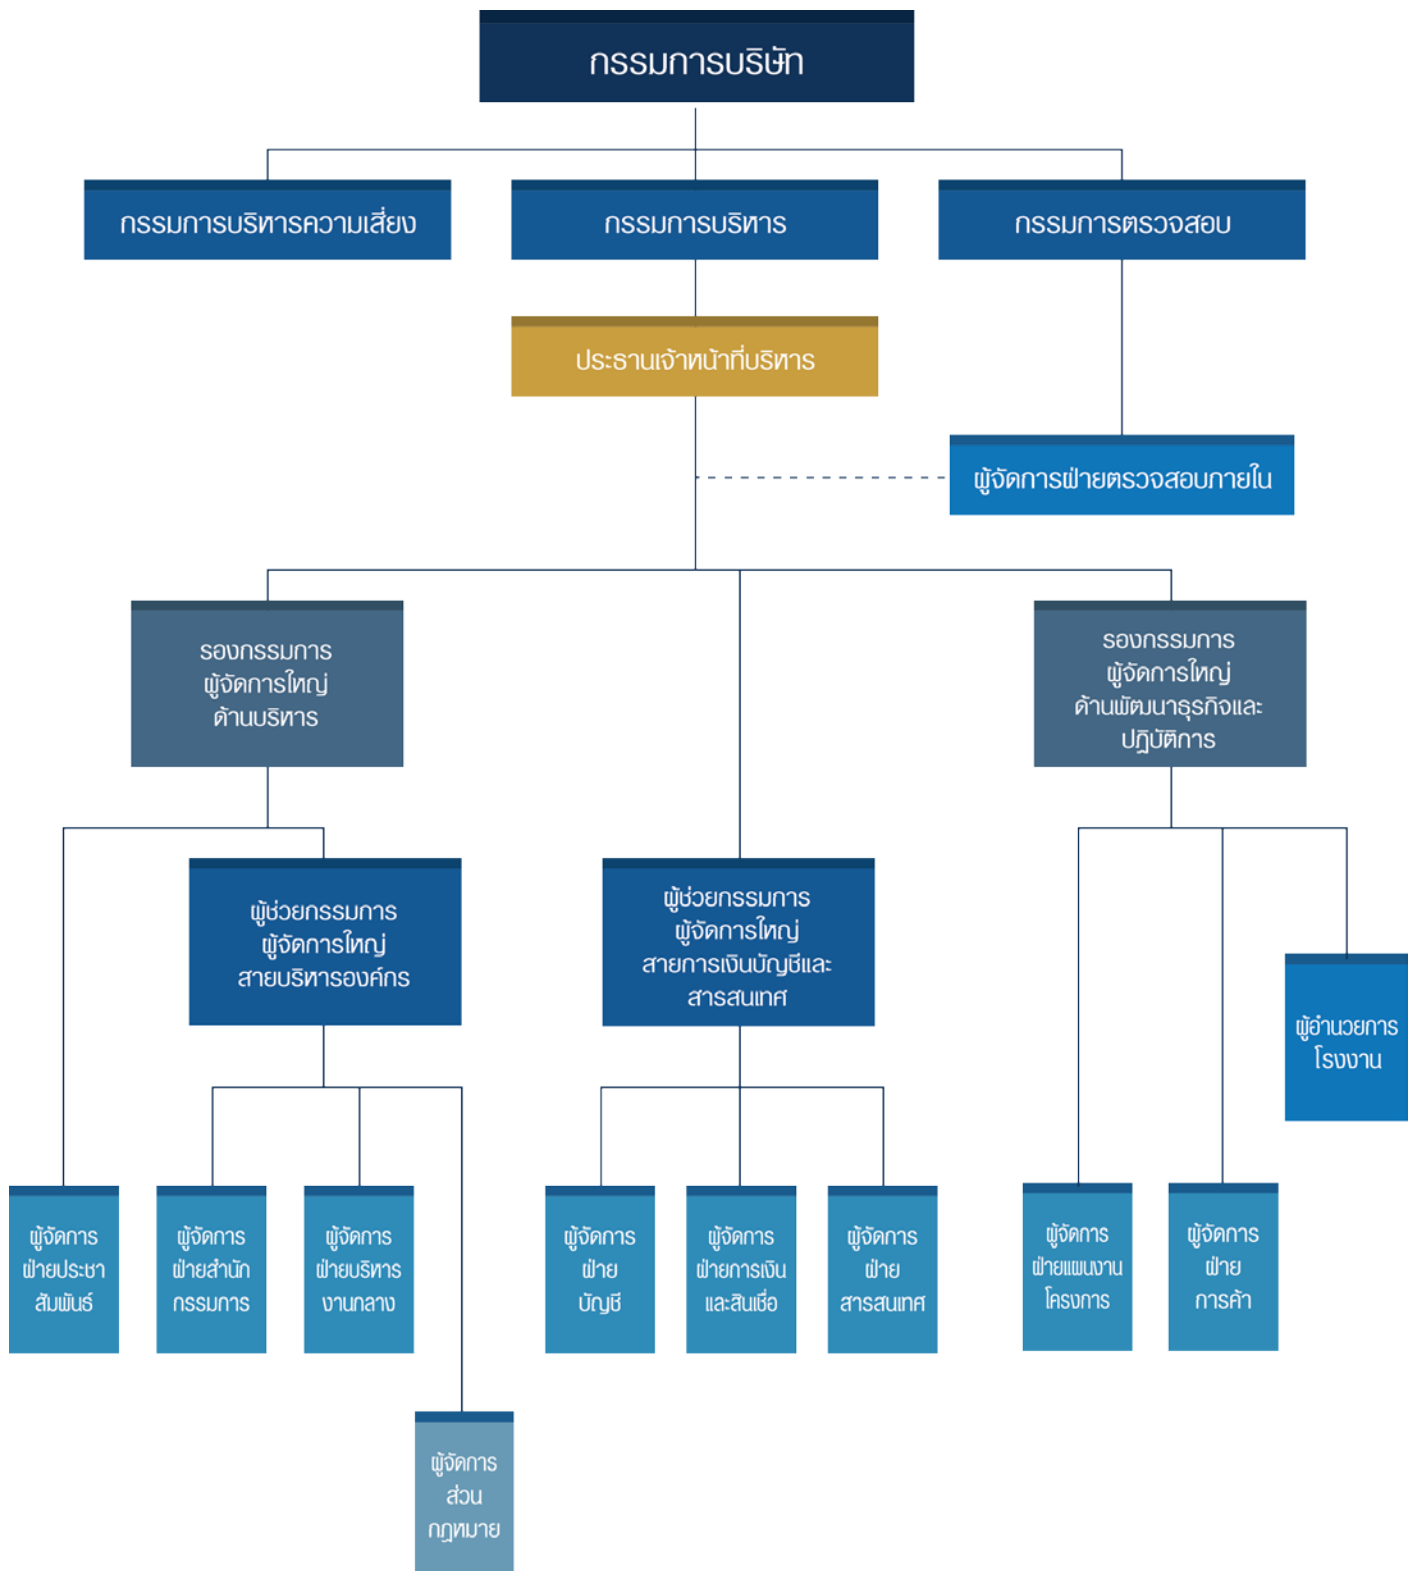 กรรมการบริษัท
กรรมการบริหารความเสี่ยง
กรรมการบริหาร
กรรมการตรวจสอบ
ประธานเจ้าหน้าที่บริหาร
ผู้จัดการฝ่ายตรวจสอบภายใน
รองกรรมการ
ผู้จัดการใหญ่
ด้านบริหาร
รองกรรมการ
ผู้จัดการใหญ่
ด้านพัฒนาธุรกิจและ
ปฏิบัติการ
ผู้ช่วยกรรมการ
ผู้จัดการใหญ่
สายบริหารองค์กร
ผู้ช่วยกรรมการ
ผู้จัดการใหญ่
สายการเงินบัญชีและ
สารสนเทศ
ผู้อำนวยการ
โรงงาน
ผู้จัดการ
ฝ่ายประชา
สัมพันธ์
ผู้จัดการ
ฝ่ายสำนัก
กรรมการ
ผู้จัดการ
ฝ่ายบริหาร
งานกลาง
ผู้จัดการ
ฝ่าย
บัญชี
ผู้จัดการ
ฝ่ายการเงิน
และสินเชื่อ
ผู้จัดการ
ฝ่าย
สารสนเทศ
ผู้จัดการ
ฝ่ายแผนงาน
โครงการ
ผู้จัดการ
ฝ่าย
การค้า
ผู้จัดการ
ส่วน
กฎหมาย